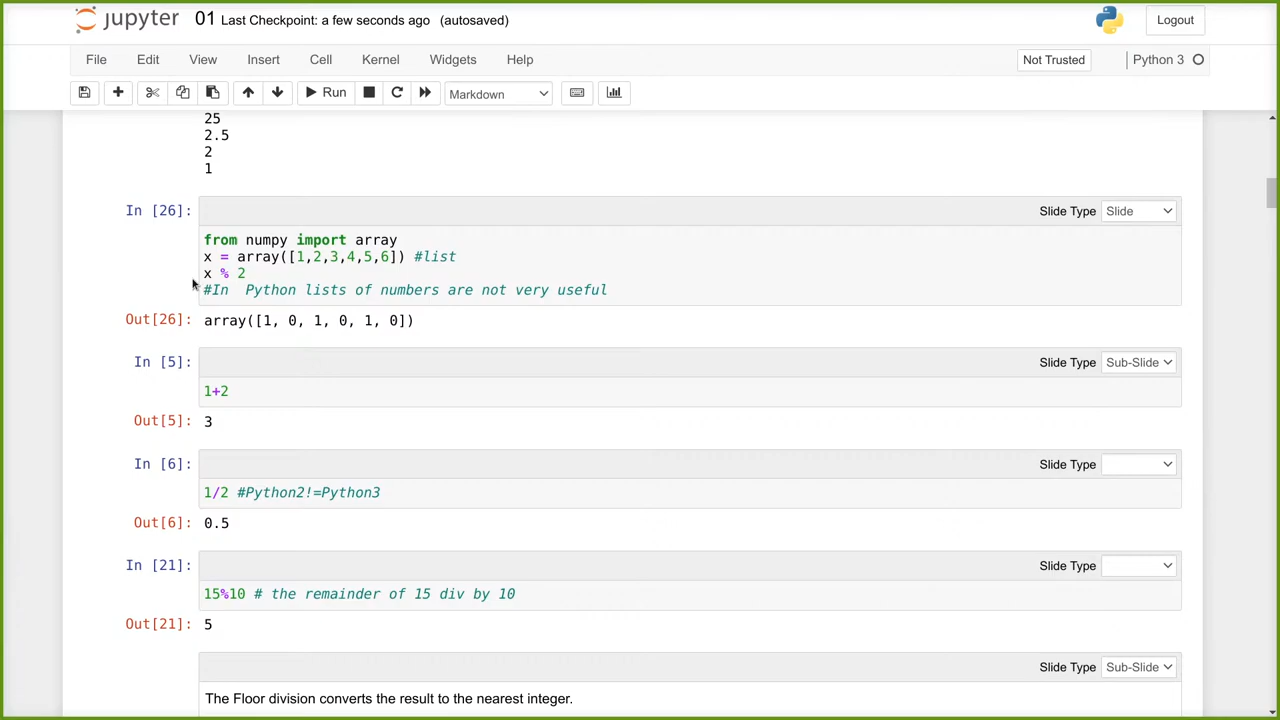 jupyter 01 Last Checkpoint: a few seconds ago (autosaved) Logout
File Edit View Insert Cell Kernel Widgets Help Not Trusted Python 3
Run Markdown
25
2.5
2
1
In [26]: Slide Type Slide
from numpy import array
x = array([1,2,3,4,5,6]) #list
x % 2
#In  Python lists of numbers are not very useful
Out[26]: array([1, 0, 1, 0, 1, 0])
In [5]: Slide Type Sub-Slide
1+2
Out[5]: 3
In [6]: Slide Type
1/2 #Python2!=Python3
Out[6]: 0.5
In [21]: Slide Type
15%10 # the remainder of 15 div by 10
Out[21]: 5
Slide Type Sub-Slide
The Floor division converts the result to the nearest integer.